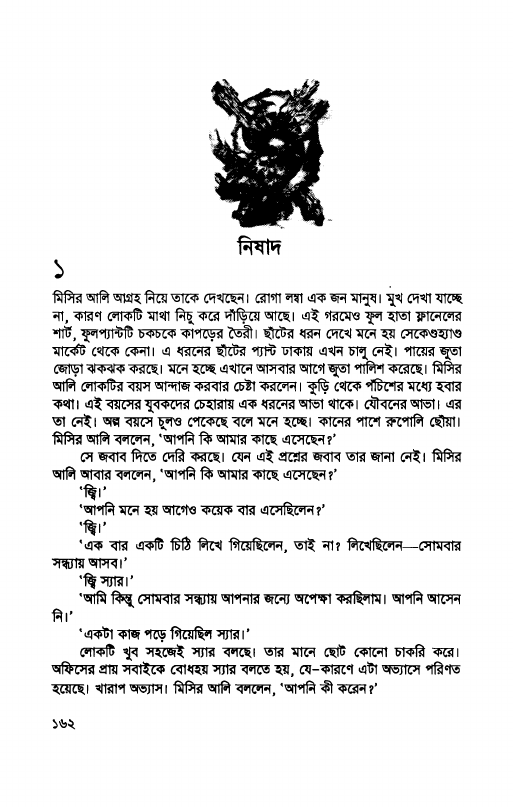 নিষাদ
১
মিসির আলি আগ্রহ নিয়ে তাকে দেখছেন। রোগা লম্বা এক জন মানুষ। মুখ দেখা যাচ্ছে
না, কারণ লোকটি মাথা নিচু করে দাঁড়িয়ে আছে। এই গরমেও ফুল হাতা ফ্লানেলের
শার্ট, ফুলপ্যান্টটি চকচকে কাপড়ের তৈরী। ছাঁটের ধরন দেখে মনে হয় সেকেণ্ডহ্যাণ্ড
মার্কেট থেকে কেনা। এ ধরনের ছাঁটের প্যান্ট ঢাকায় এখন চালু নেই। পায়ের জুতা
জোড়া ঝকঝক করছে। মনে হচ্ছে এখানে আসবার আগে জুতা পালিশ করেছে। মিসির
আলি লোকটির বয়স আন্দাজ করবার চেষ্টা করলেন। কুড়ি থেকে পঁচিশের মধ্যে হবার
কথা। এই বয়সের যুবকদের চেহারায় এক ধরনের আভা থাকে। যৌবনের আভা। এর
তা নেই। অল্প বয়সে চুলও পেকেছে বলে মনে হচ্ছে। কানের পাশে রুপোলি ছোঁয়া।
মিসির আলি বললেন, ‘আপনি কি আমার কাছে এসেছেন?’
সে জবাব দিতে দেরি করছে। যেন এই প্রশ্নের জবাব তার জানা নেই। মিসির
আলি আবার বললেন, ‘আপনি কি আমার কাছে এসেছেন?’
‘জ্বি।’
‘আপনি মনে হয় আগেও কয়েক বার এসেছিলেন?’
‘জ্বি।’
‘এক বার একটি চিঠি লিখে গিয়েছিলেন, তাই না? লিখেছিলেন—সোমবার
সন্ধ্যায় আসব।’
‘জ্বি স্যার।’
‘আমি কিন্তু সোমবার সন্ধ্যায় আপনার জন্যে অপেক্ষা করছিলাম। আপনি আসেন
নি।’
‘একটা কাজ পড়ে গিয়েছিল স্যার।’
লোকটি খুব সহজেই স্যার বলছে। তার মানে ছোট কোনো চাকরি করে।
অফিসের প্রায় সবাইকে বোধহয় স্যার বলতে হয়, যে-কারণে এটা অভ্যাসে পরিণত
হয়েছে। খারাপ অভ্যাস। মিসির আলি বললেন, ‘আপনি কী করেন?’
১৬২